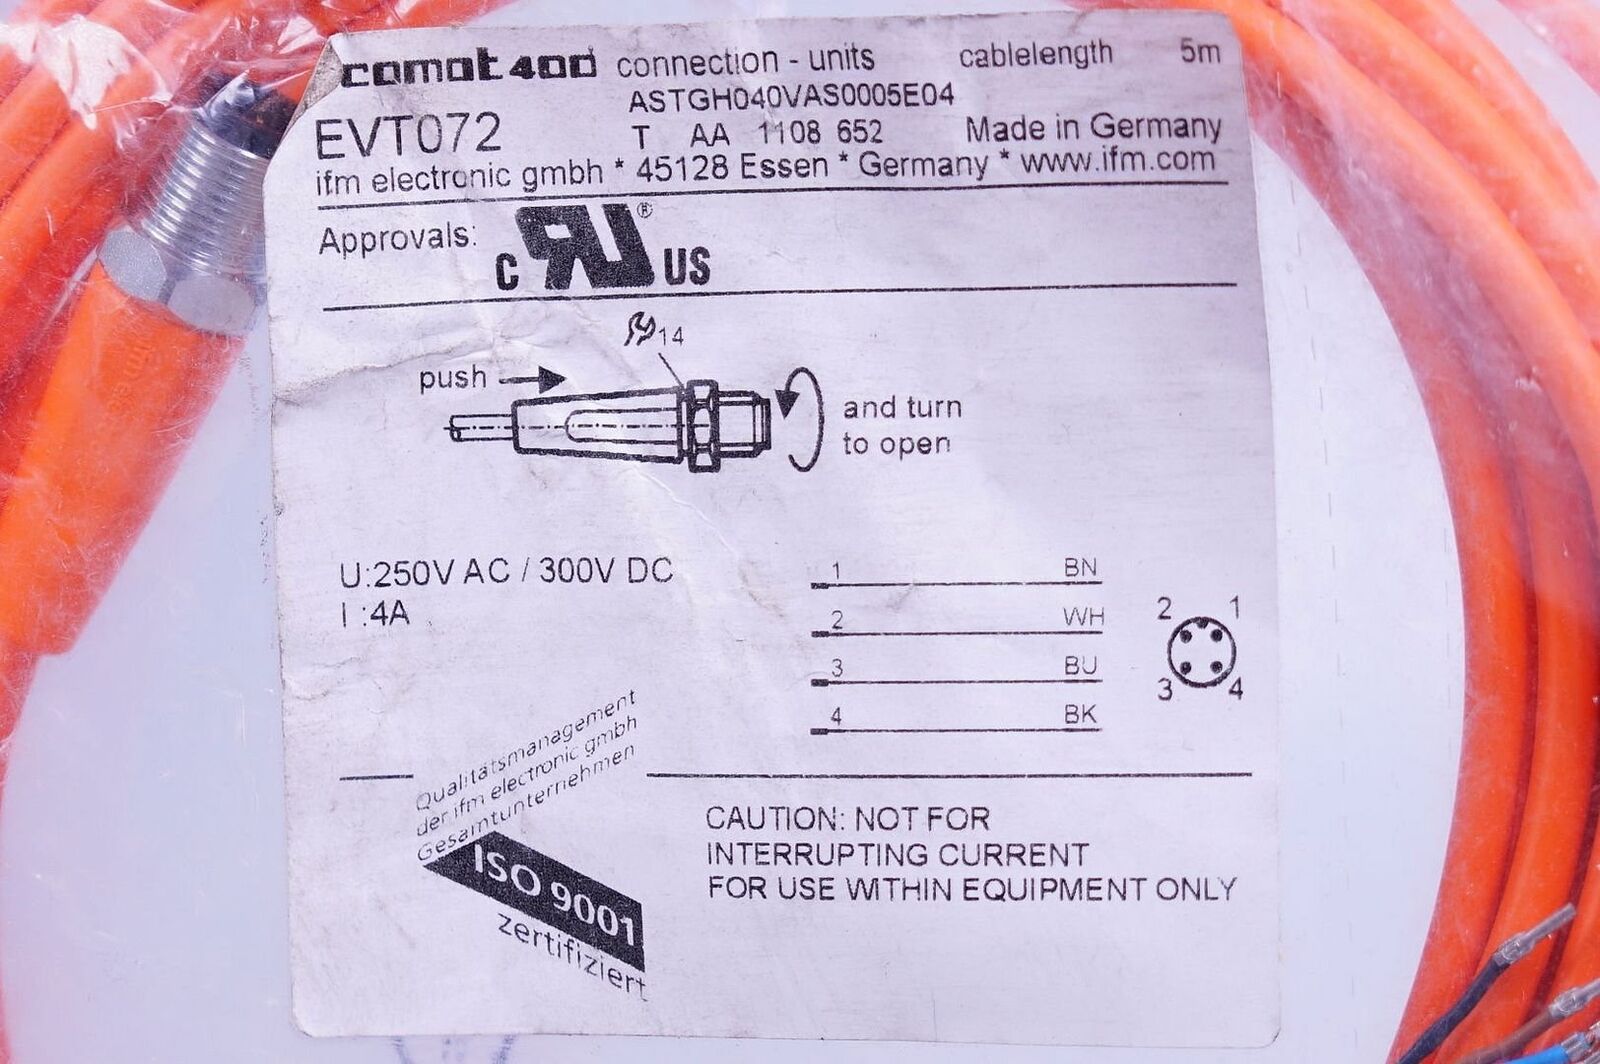 comat 400 connection - units cablelength 5m
ASTGH040VAS0005E04
EVT072 T AA 1108 652 Made in Germany
ifm electronic gmbh * 45128 Essen * Germany * www.ifm.com
Approvals: C RU ® US
14
push
and turn
to open
U:250V AC / 300V DC
I :4A
1 BN
2 WH
3 BU
4 BK
2 1
3 4
Qualitätsmanagement
der ifm electronic gmbh
Gesamtunternehmen
ISO 9001
zertifiziert
CAUTION: NOT FOR
INTERRUPTING CURRENT
FOR USE WITHIN EQUIPMENT ONLY